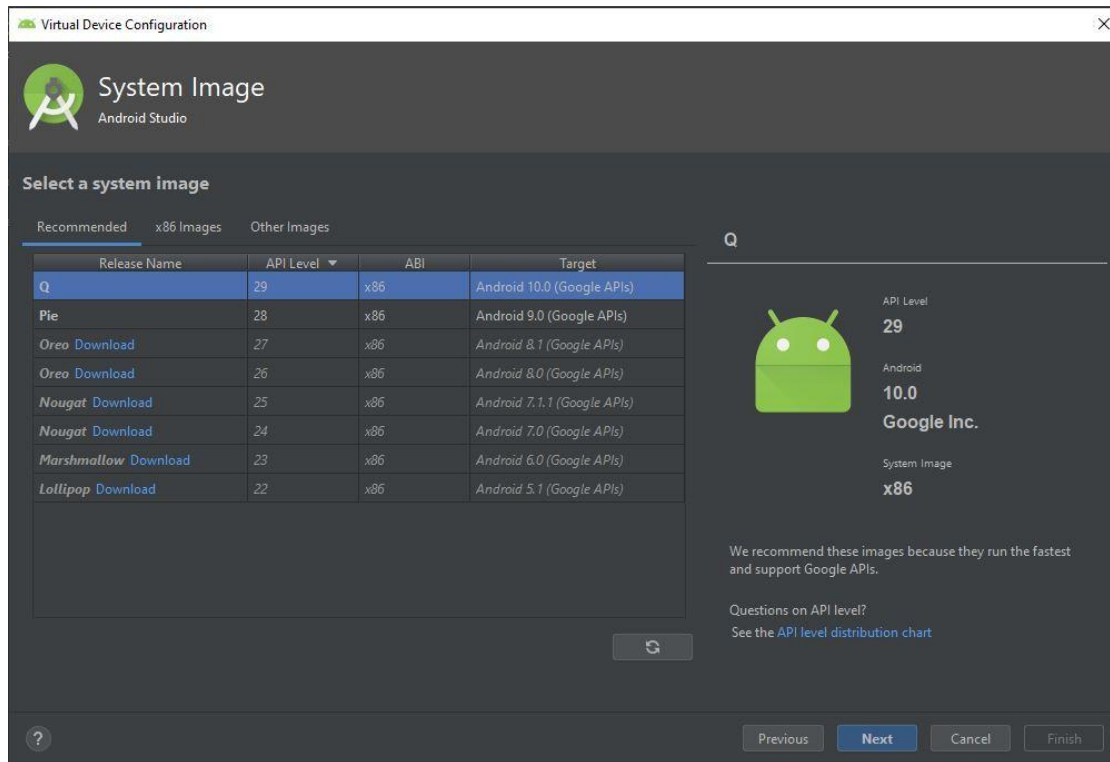 Virtual Device Configuration
System Image
Android Studio
Select a system image
Recommended x86 Images Other Images
Release Name API Level ABI Target
Q 29 x86 Android 10.0 (Google APIs)
Pie 28 x86 Android 9.0 (Google APIs)
Oreo Download 27 x86 Android 8.1 (Google APIs)
Oreo Download 26 x86 Android 8.0 (Google APIs)
Nougat Download 25 x86 Android 7.1.1 (Google APIs)
Nougat Download 24 x86 Android 7.0 (Google APIs)
Marshmallow Download 23 x86 Android 6.0 (Google APIs)
Lollipop Download 22 x86 Android 5.1 (Google APIs)
Q
API Level
29
Android
10.0
Google Inc.
System Image
x86
We recommend these images because they run the fastest
and support Google APIs.
Questions on API level?
See the API level distribution chart
? Previous Next Cancel Finish